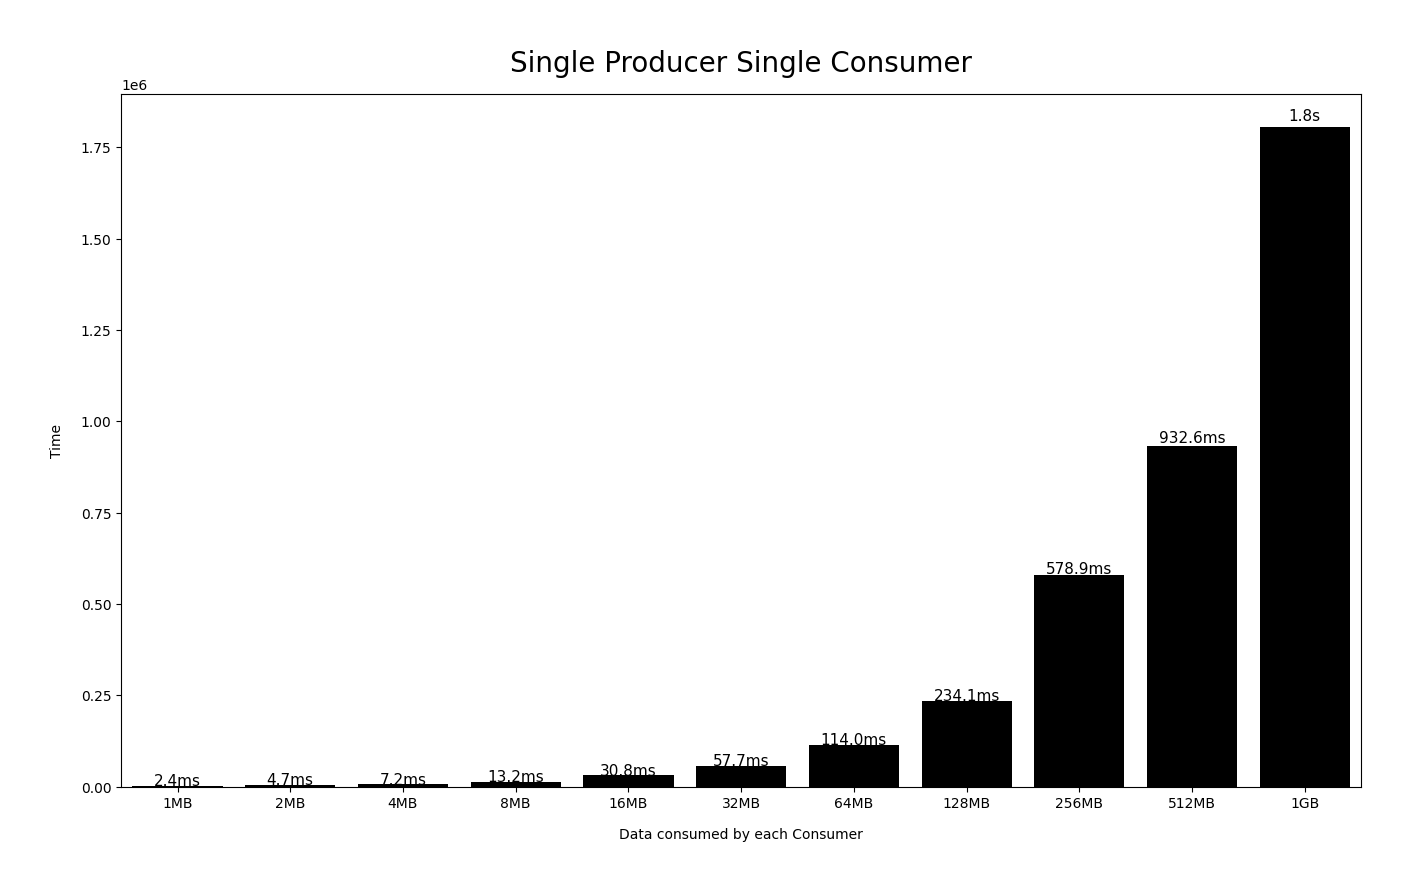 Single Producer Single Consumer
1e6
1.75
1.50
1.25
1.00
0.75
0.50
0.25
0.00
Time
2.4ms
4.7ms
7.2ms
13.2ms
30.8ms
57.7ms
114.0ms
234.1ms
578.9ms
932.6ms
1.8s
1MB 2MB 4MB 8MB 16MB 32MB 64MB 128MB 256MB 512MB 1GB
Data consumed by each Consumer